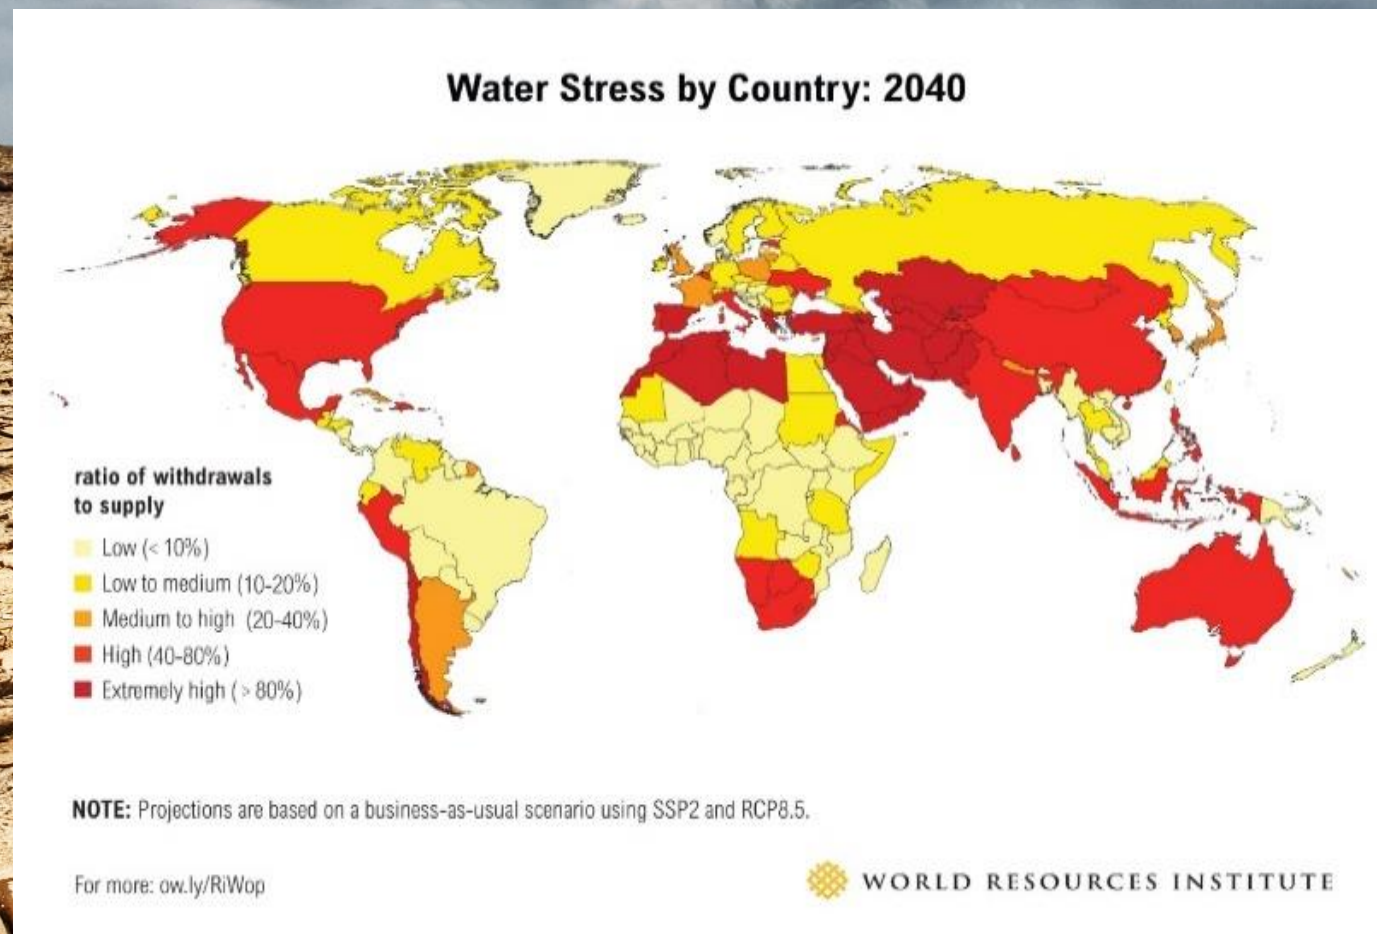 Water Stress by Country: 2040
ratio of withdrawals
to supply
Low (< 10%)
Low to medium (10-20%)
Medium to high (20-40%)
High (40-80%)
Extremely high (> 80%)
NOTE: Projections are based on a business-as-usual scenario using SSP2 and RCP8.5.
For more: ow.ly/RiWop
WORLD RESOURCES INSTITUTE